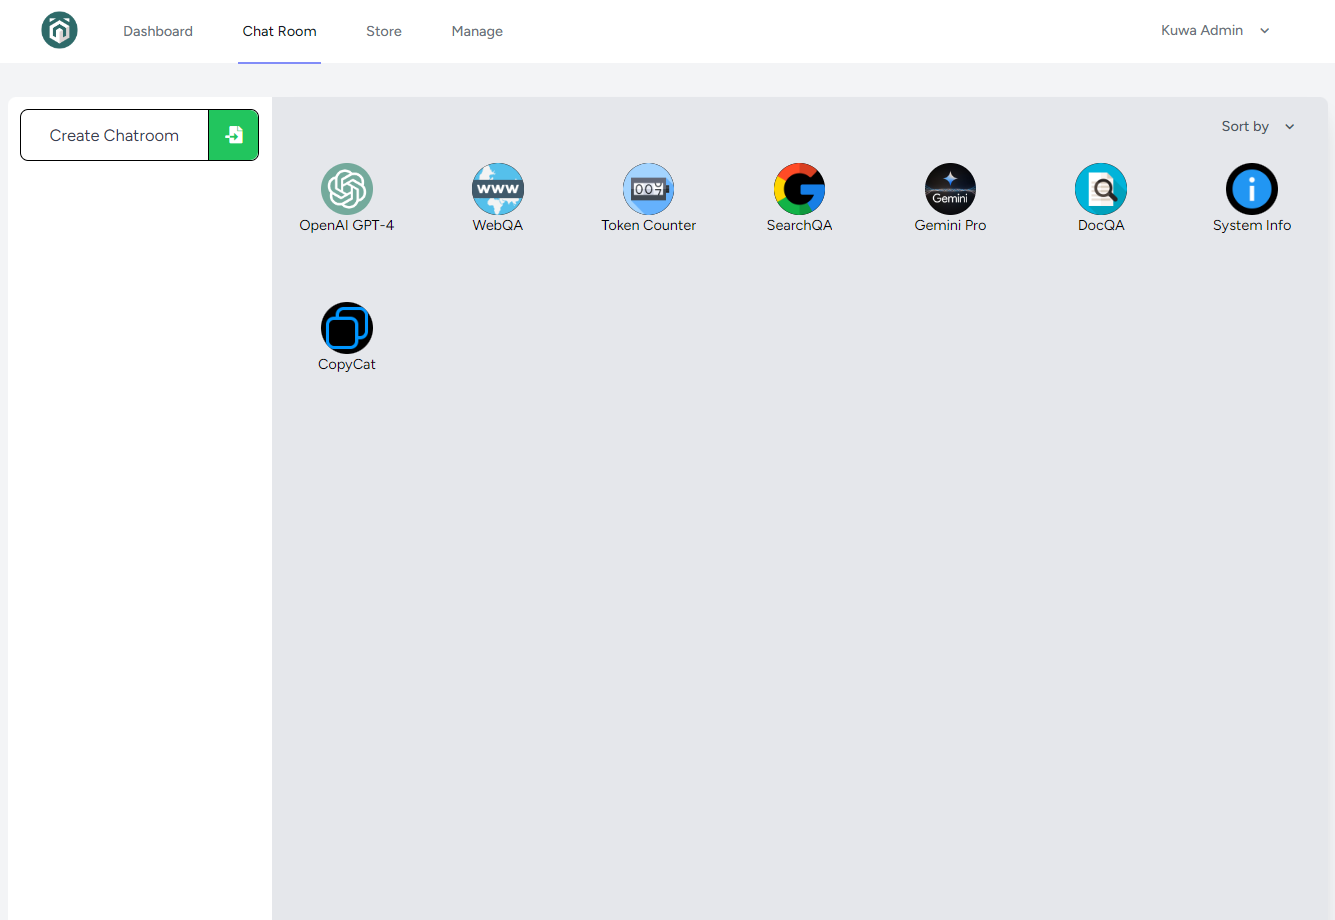 Dashboard Chat Room Store Manage Kuwa Admin
Create Chatroom
Sort by
WWW
00%
Gemini
OpenAI GPT-4 WebQA Token Counter SearchQA Gemini Pro DocQA System Info
CopyCat